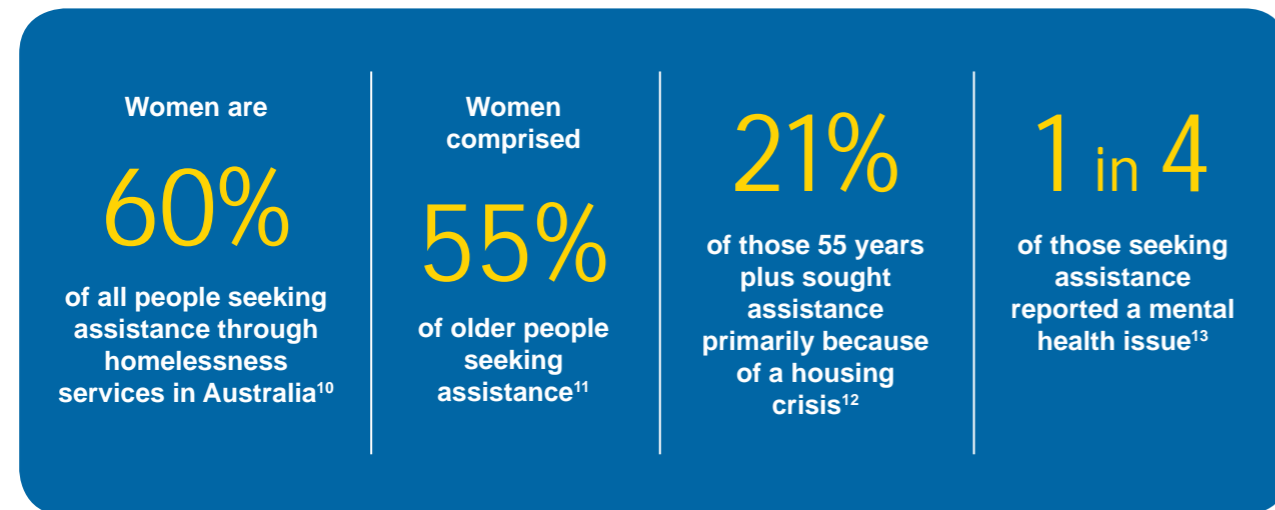 Women are
60%
of all people seeking
assistance through
homelessness
services in Australia¹⁰
Women
comprised
55%
of older people
seeking
assistance¹¹
21%
of those 55 years
plus sought
assistance
primarily because
of a housing
crisis¹²
1 in 4
of those seeking
assistance
reported a mental
health issue¹³